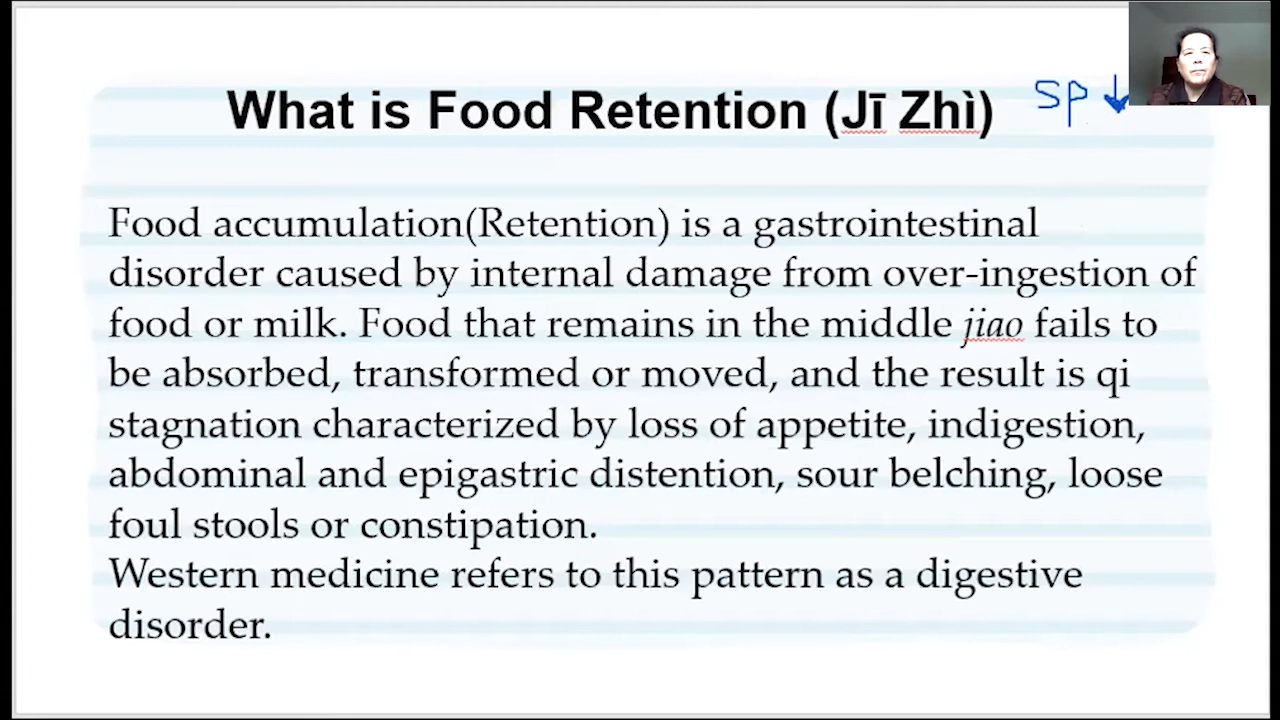 What is Food Retention (Jī Zhì) SP ↓
Food accumulation(Retention) is a gastrointestinal
disorder caused by internal damage from over-ingestion of
food or milk. Food that remains in the middle jiao fails to
be absorbed, transformed or moved, and the result is qi
stagnation characterized by loss of appetite, indigestion,
abdominal and epigastric distention, sour belching, loose
foul stools or constipation.
Western medicine refers to this pattern as a digestive
disorder.